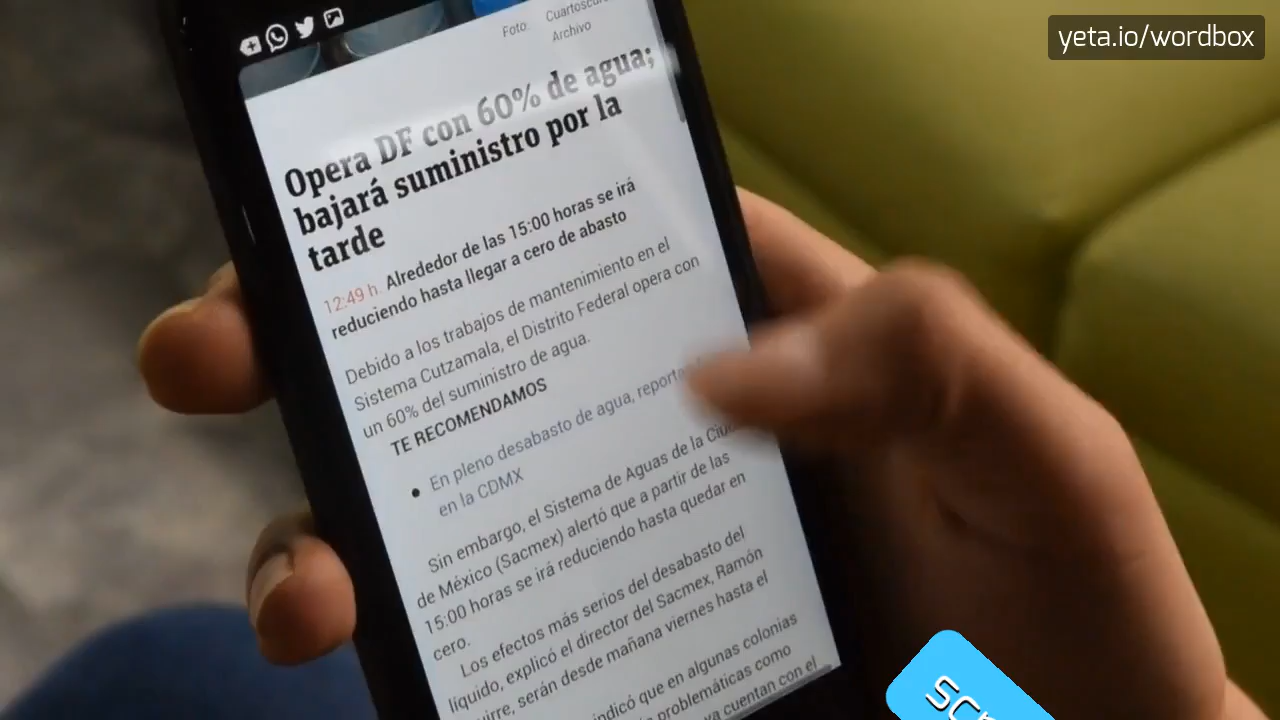 yeta.io/wordbox
Foto: Cuartoscuro
Archivo
Opera DF con 60% de agua;
bajará suministro por la
tarde
12:49 h. Alrededor de las 15:00 horas se irá
reduciendo hasta llegar a cero de abasto
Debido a los trabajos de mantenimiento en el
Sistema Cutzamala, el Distrito Federal opera con
un 60% del suministro de agua.
TE RECOMENDAMOS
• En pleno desabasto de agua,
en la CDMX
Sin embargo, el Sistema de Aguas de la
de México (Sacmex) alertó que a partir de las
15:00 horas se irá reduciendo hasta quedar en
cero.
Los efectos más serios del desabasto del
líquido, explicó el director del Sacmex, Ramón
serán desde mañana viernes hasta el
indicó que en algunas colonias
problemáticas como
ya cuentan con el